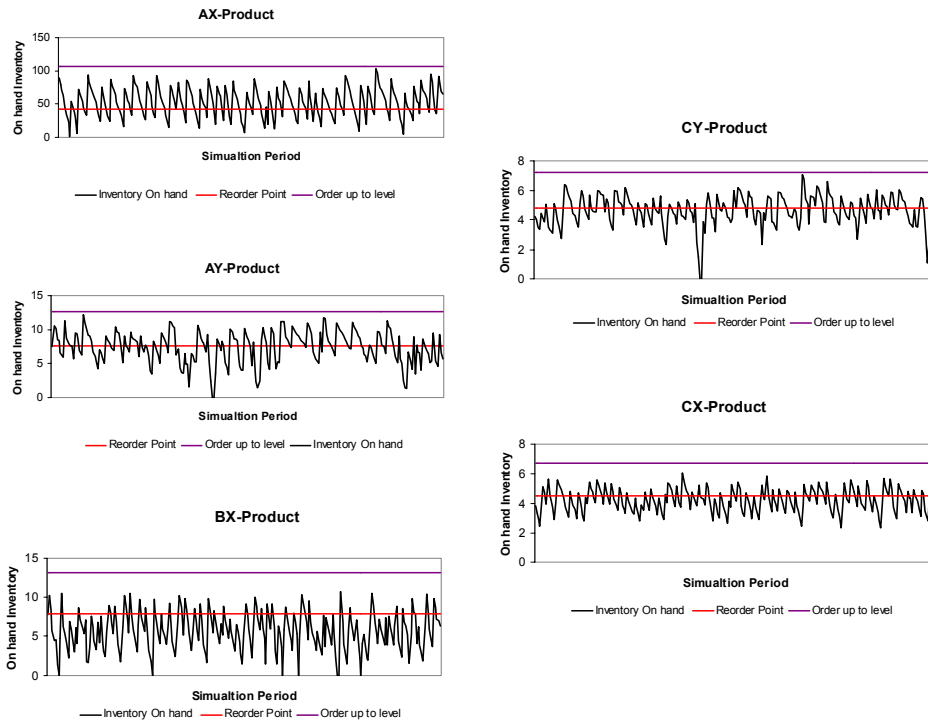 AX-Product
150
100
50
0
On hand Inventory
Simualtion Period
Inventory On hand Reorder Point Order up to level
AY-Product
15
10
5
0
On hand Inventory
Simualtion Period
Reorder Point Order up to level Inventory On hand
BX-Product
15
10
5
0
On hand Inventory
Simualtion Period
Inventory On hand Reorder Point Order up to level
CY-Product
8
6
4
2
0
On hand Inventory
Simualtion Period
Inventory On hand Reorder Point Order up to level
CX-Product
8
6
4
2
0
On hand Inventory
Simualtion Period
Inventory On hand Reorder Point Order up to level